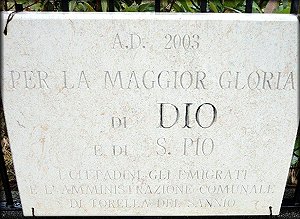 A.D. 2003
PER LA MAGGIOR GLORIA
DI DIO
E DI S. PIO
I CITTADINI, GLI EMIGRATI
E L'AMMINISTRAZIONE COMUNALE
DI TORELLA DEL SANNIO